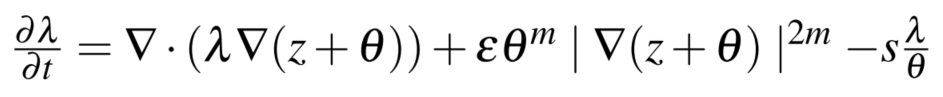 ∂λ/∂t = ∇ · (λ∇(z + θ)) + εθ^m | ∇(z + θ) |^{2m} − s λ/θ